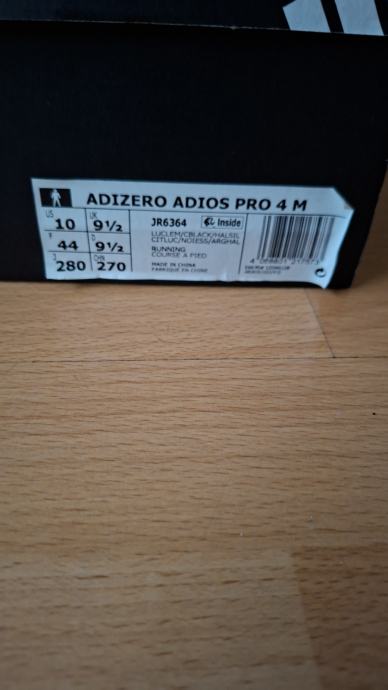 ADIZERO ADIOS PRO 4 M
US 10 UK 9½
F 44 D 9½
J 280 CHN 270
JR6364 Inside
LUCLEM/CBLACK/HALSIL
CITLUC/NOIESS/ARGHAL
RUNNING
COURSE A PIED
MADE IN CHINA
FABRIQUE EN CHINE